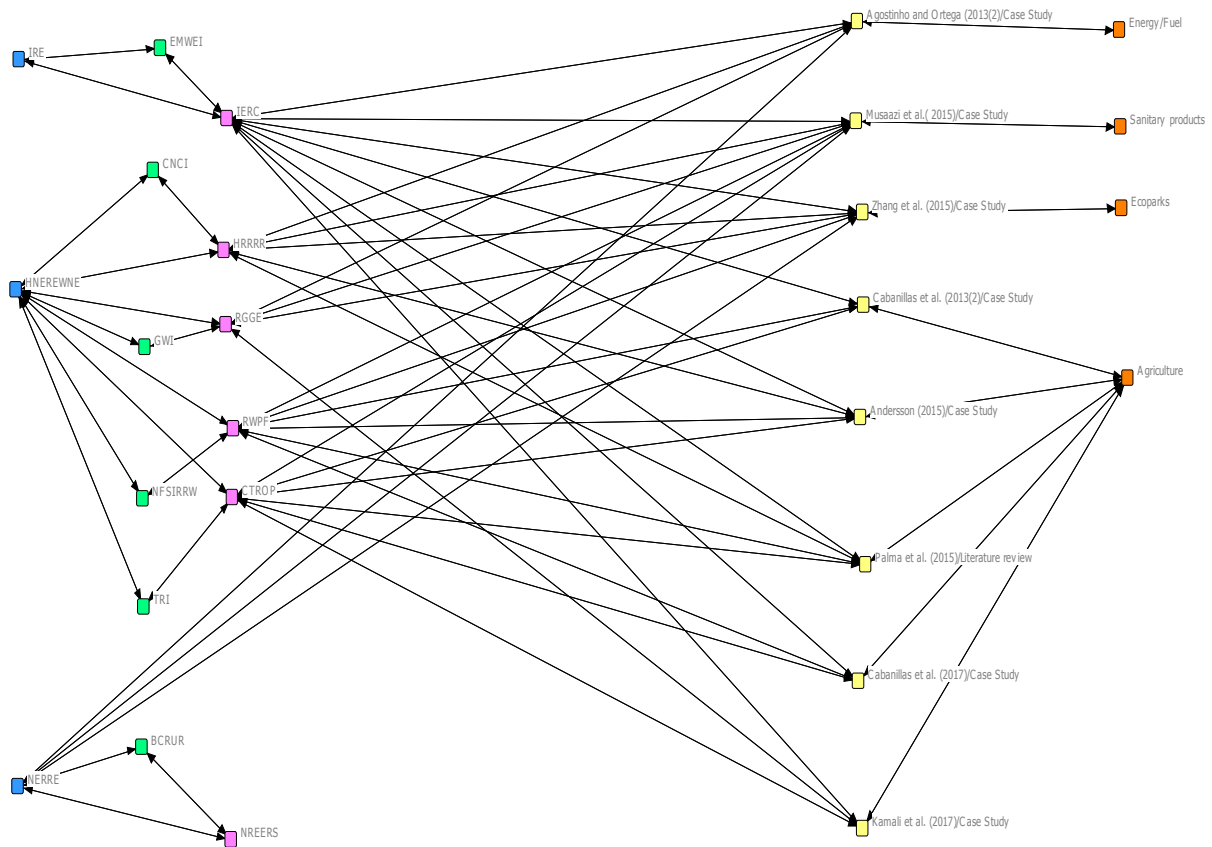 Agostinho and Ortega (2013(2)/Case Study
Energy/Fuel
IRE
EMWEI
IERC
Musaazi et al.( 2015)/Case Study
Sanitary products
CNCI
Zhang et al. (2015)/Case Study
Ecoparks
HRRRR
HNEREWNE
Cabanillas et al. (2013(2)/Case Study
RGGE
GWI
Agriculture
RWPF
Andersson (2015)/Case Study
NFSIRRW
CTROP
Palma et al. (2015)/Literature review
TRI
Cabanillas et al. (2017)/Case Study
BCRUR
NERRE
NREERS
Kamali et al. (2017)/Case Study